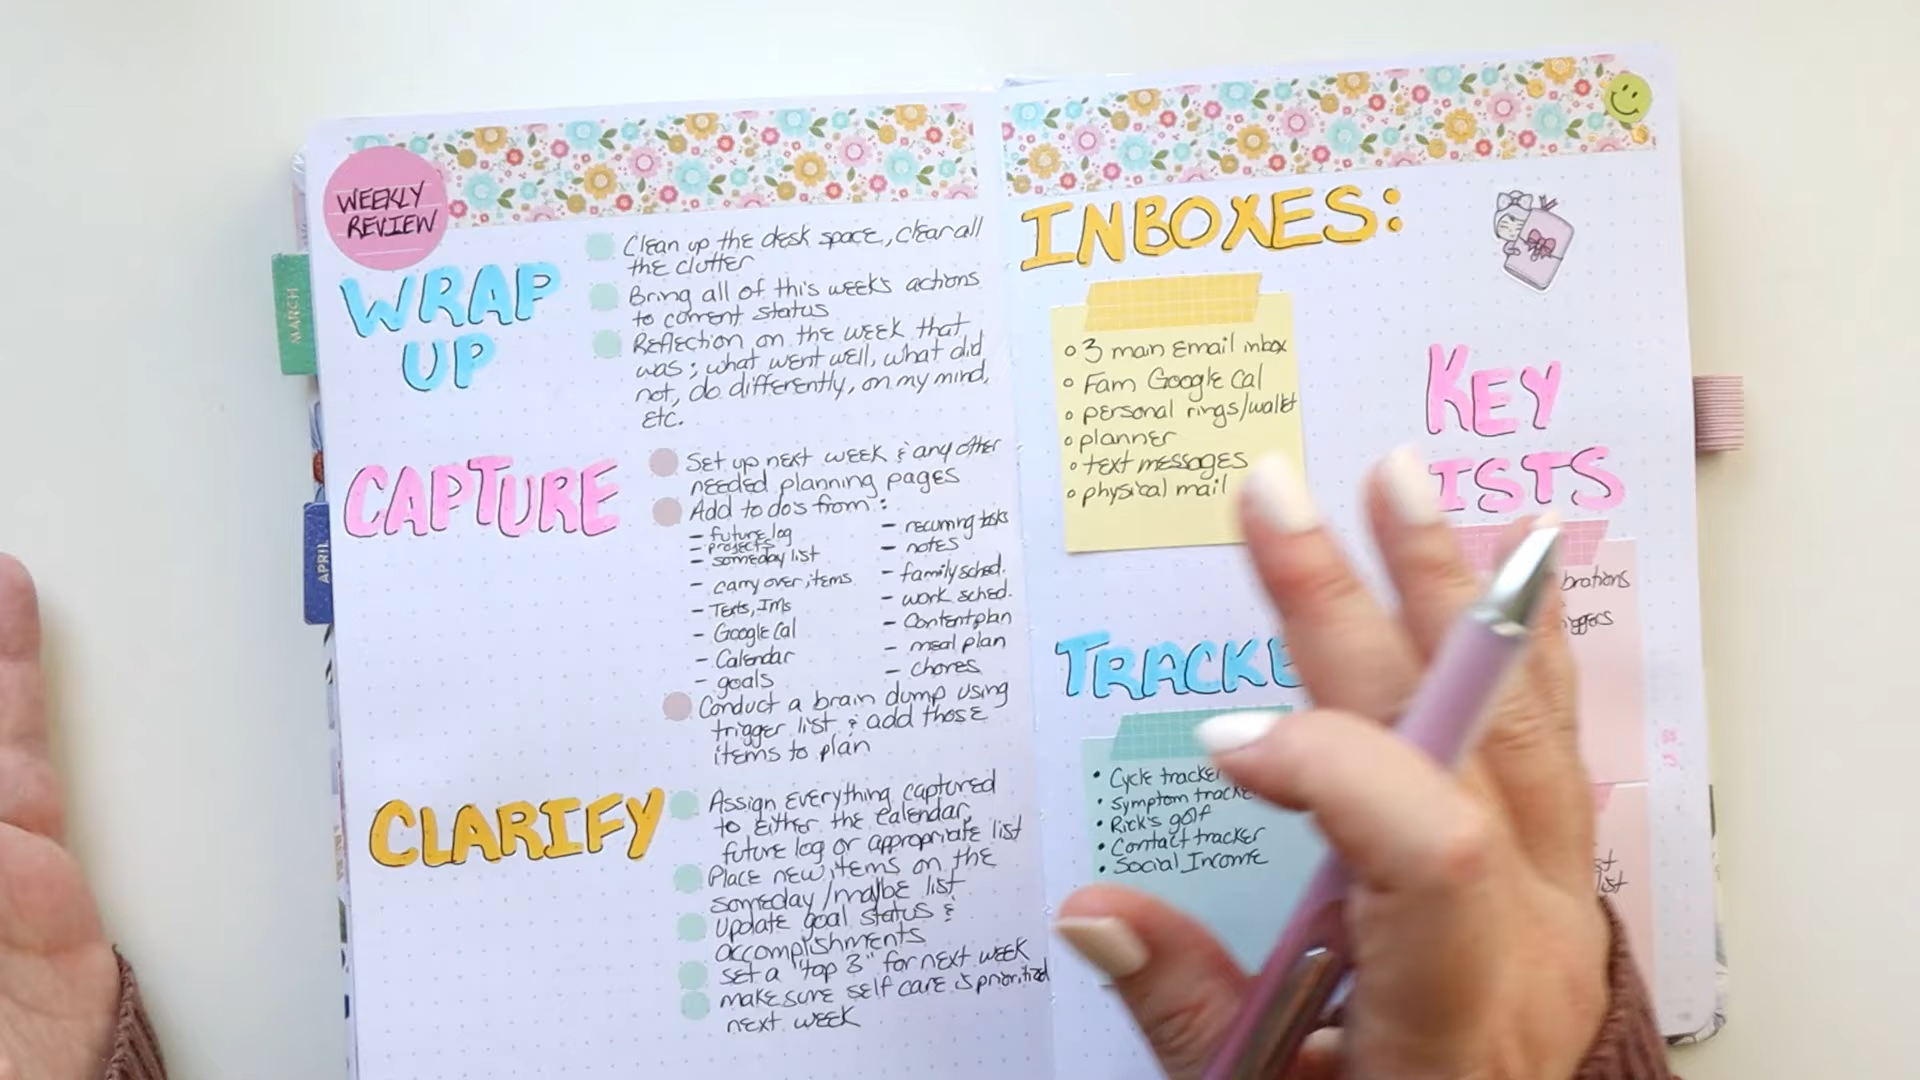 MARCH
APRIL
WEEKLY
REVIEW
WRAP
UP
Clean up the desk space, clear all
the clutter
Bring all of this weeks actions
to current status
Reflection on the week that
was; what went well, what did
not, do differently, on my mind,
etc.
CAPTURE
Set up next week & any other
needed planning pages
Add to do's from:
- future log
- projects
- someday list
- carry over items
- Texts, IMs
- Google Cal
- Calendar
- goals
- recurring tasks
- notes
- family sched.
- work sched.
- Content plan
- meal plan
- chores
Conduct a brain dump using
trigger list & add those
items to plan
CLARIFY
Assign everything captured
to either the calendar,
future log or appropriate list
Place new items on the
someday/maybe list
update goal status &
accomplishments
set a "top 3" for next week
make sure self care is prioritized
next week
INBOXES:
o 3 main email inbox
o Fam Google Cal
o personal rings/wallet
o planner
o text messages
o physical mail
KEY
ISTS
brations
iggers
st
list
TRACKE
• Cycle tracker
• Symptom tracke
• Rick's golf
• Contact tracker
• Social Income